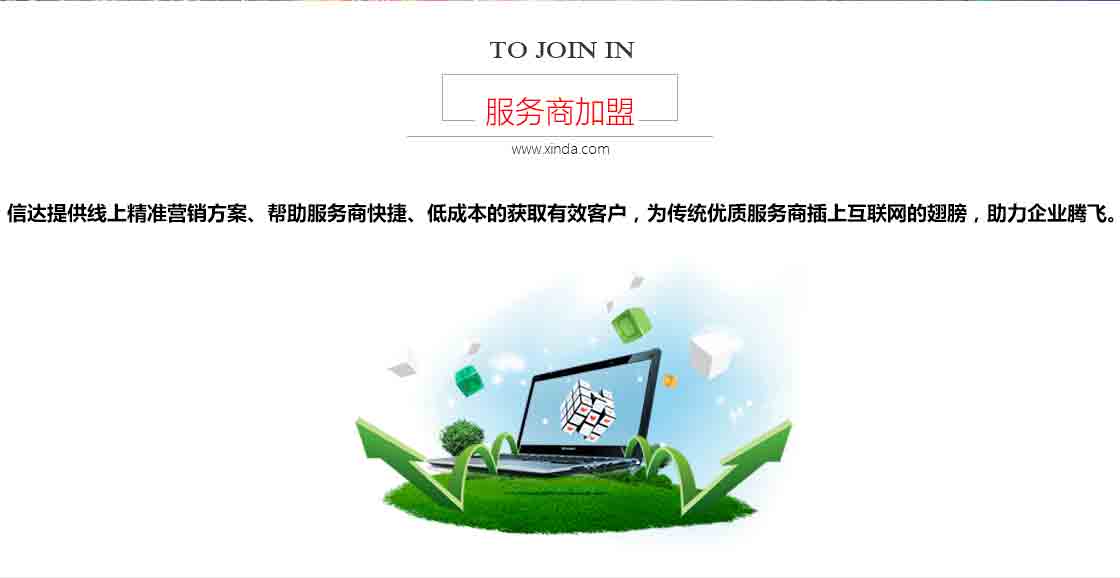 TO JOIN IN
服务商加盟
www.xinda.com
信达提供线上精准营销方案、帮助服务商快捷、低成本的获取有效客户，为传统优质服务商插上互联网的翅膀，助力企业腾飞。